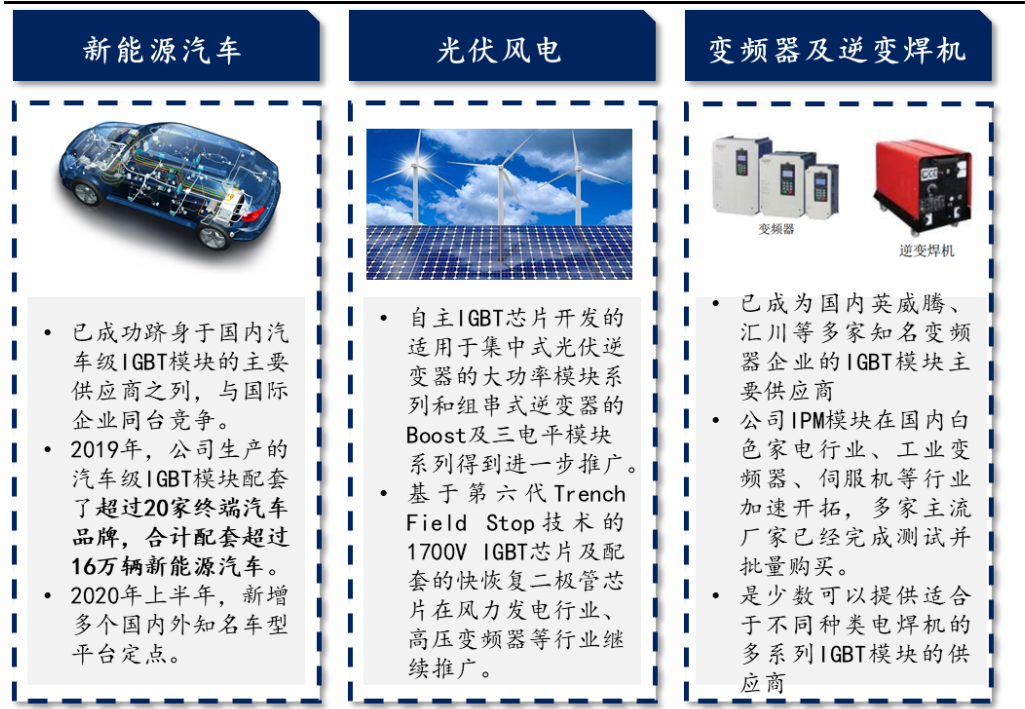 新能源汽车
已成功跻身于国内汽
车级IGBT模块的主要
供应商之列，与国际
企业同台竞争。
2019年，公司生产的
汽车级IGBT模块配套
了超过20家终端汽车
品牌，合计配套超过
16万辆新能源汽车。
2020年上半年，新增
多个国内外知名车型
平台定点。
光伏风电
自主IGBT芯片开发的
适用于集中式光伏逆
变器的大功率模块系
列和组串式逆变器的
Boost及三电平模块
系列得到进一步推广。
基于第六代Trench
Field Stop技术的
1700V IGBT芯片及配
套的快恢复二极管芯
片在风力发电行业、
高压变频器等行业继
续推广。
变频器及逆变焊机
变频器
逆变焊机
已成为国内英威腾、
汇川等多家知名变频
器企业的IGBT模块主
要供应商
公司IPM模块在国内白
色家电行业、工业变
频器、伺服机等行业
加速开拓，多家主流
厂家已经完成测试并
批量购买。
是少数可以提供适合
于不同种类电焊机的
多系列IGBT模块的供
应商